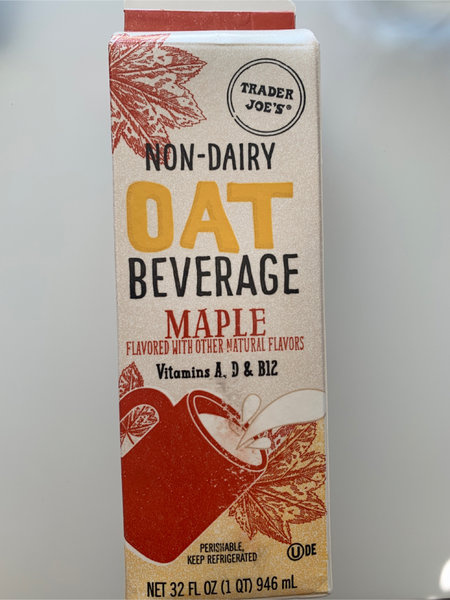 TRADER
JOE'S®
NON-DAIRY
OAT
BEVERAGE
MAPLE
FLAVORED WITH OTHER NATURAL FLAVORS
Vitamins A, D & B12
PERISHABLE,
KEEP REFRIGERATED
U DE
NET 32 FL OZ (1 QT) 946 mL